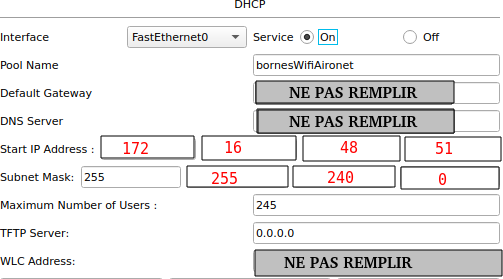 DHCP
Interface FastEthernet0 Service On Off
Pool Name bornesWifiAironet
Default Gateway NE PAS REMPLIR
DNS Server NE PAS REMPLIR
Start IP Address : 172 16 48 51
Subnet Mask: 255 255 240 0
Maximum Number of Users : 245
TFTP Server: 0.0.0.0
WLC Address: NE PAS REMPLIR